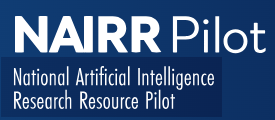 NAIRR Pilot
National Artificial Intelligence
Research Resource Pilot